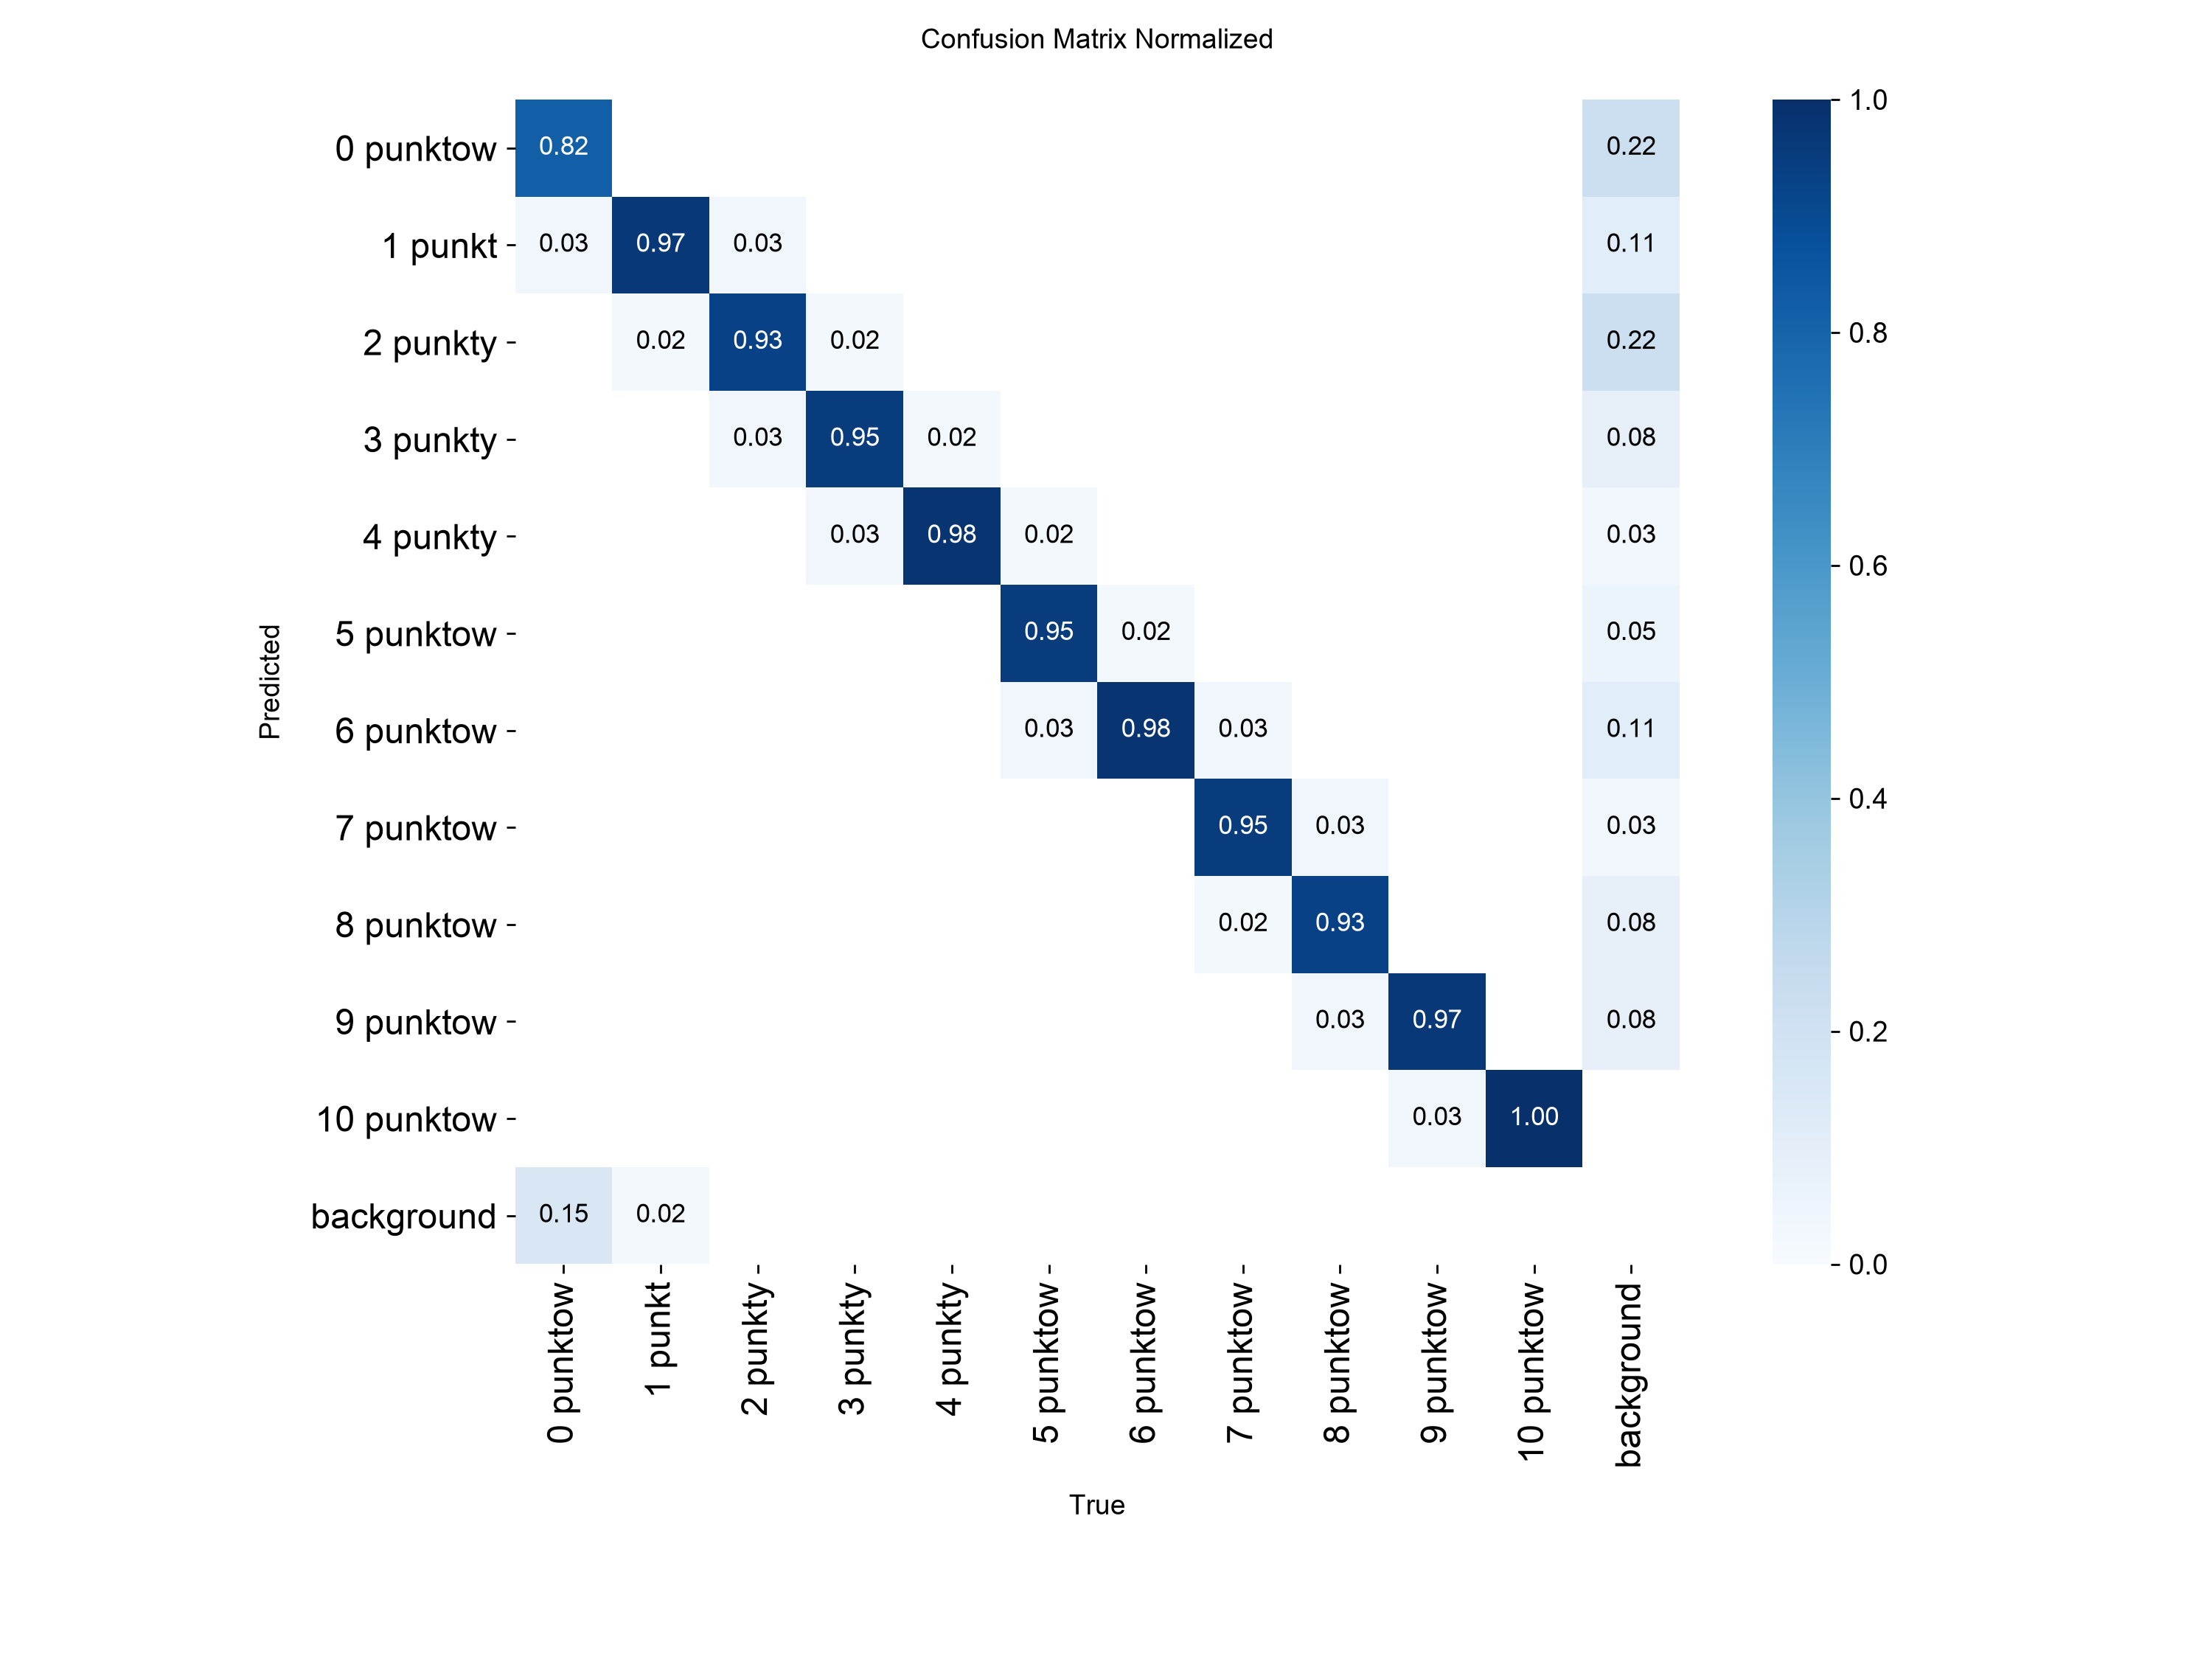 Confusion Matrix Normalized
0 punktow 0.82 0.22
1 punkt 0.03 0.97 0.03 0.11
2 punkty 0.02 0.93 0.02 0.22
3 punkty 0.03 0.95 0.02 0.08
4 punkty 0.03 0.98 0.02 0.03
5 punktow 0.95 0.02 0.05
6 punktow 0.03 0.98 0.03 0.11
7 punktow 0.95 0.03 0.03
8 punktow 0.02 0.93 0.08
9 punktow 0.03 0.97 0.08
10 punktow 0.03 1.00
background 0.15 0.02
Predicted
0 punktow
1 punkt
2 punkty
3 punkty
4 punkty
5 punktow
6 punktow
7 punktow
8 punktow
9 punktow
10 punktow
background
True
1.0
0.8
0.6
0.4
0.2
0.0